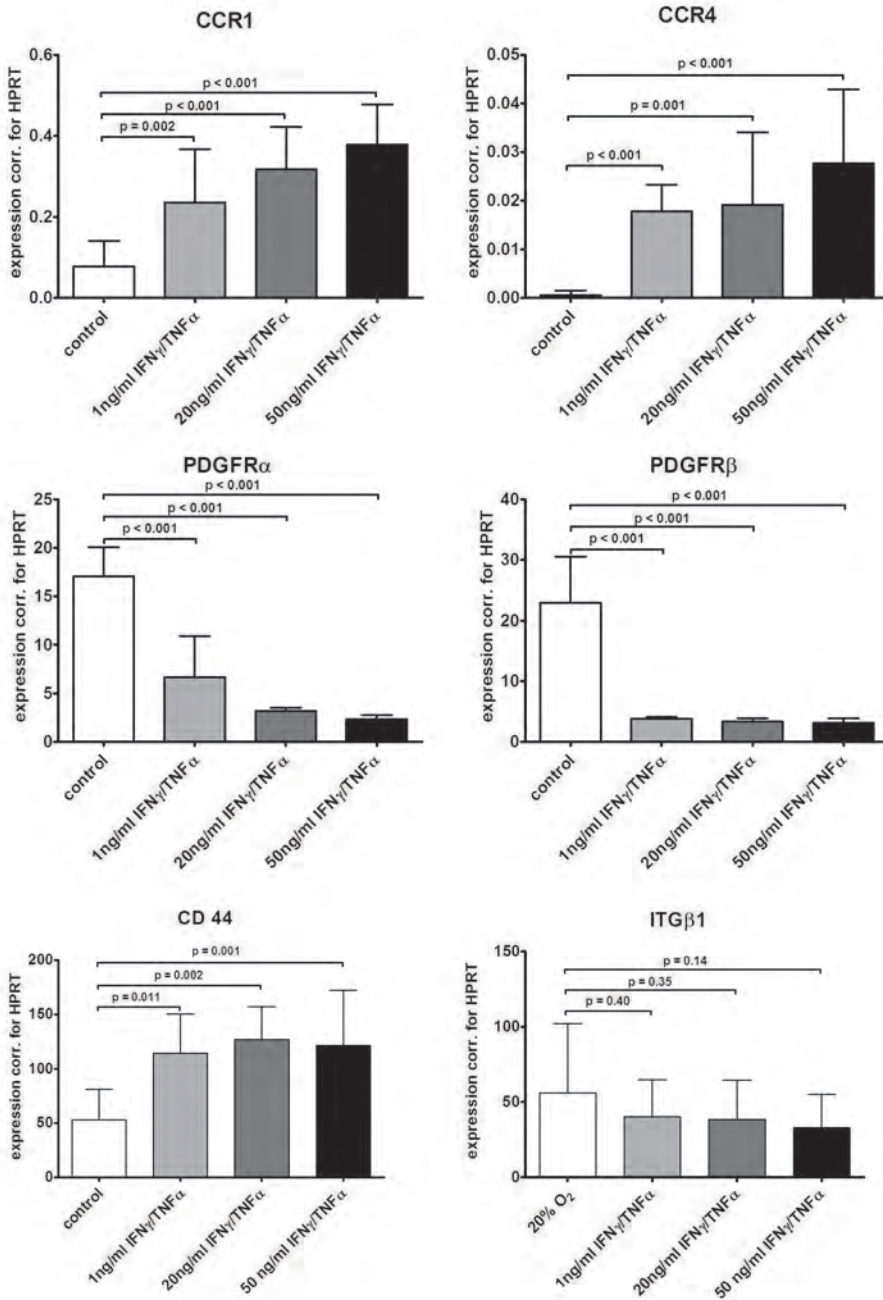 CCR1
expression corr. for HPRT
0.6
0.4
0.2
0.0
p < 0.001
p < 0.001
p = 0.002
control
1ng/ml IFNγ/TNFα
20ng/ml IFNγ/TNFα
50ng/ml IFNγ/TNFα
CCR4
expression corr. for HPRT
0.05
0.04
0.03
0.02
0.01
0.00
p < 0.001
p = 0.001
p < 0.001
control
1ng/ml IFNγ/TNFα
20ng/ml IFNγ/TNFα
50ng/ml IFNγ/TNFα
PDGFRα
expression corr. for HPRT
25
20
15
10
5
0
p < 0.001
p < 0.001
p < 0.001
control
1ng/ml IFNγ/TNFα
20ng/ml IFNγ/TNFα
50ng/ml IFNγ/TNFα
PDGFRβ
expression corr. for HPRT
40
30
20
10
0
p < 0.001
p < 0.001
p < 0.001
control
1ng/ml IFNγ/TNFα
20ng/ml IFNγ/TNFα
50ng/ml IFNγ/TNFα
CD 44
expression corr. for HPRT
200
150
100
50
0
p = 0.001
p = 0.002
p = 0.011
control
1ng/ml IFNγ/TNFα
20ng/ml IFNγ/TNFα
50 ng/ml IFNγ/TNFα
ITGβ1
expression corr. for HPRT
150
100
50
0
p = 0.14
p = 0.35
p = 0.40
20% O₂
1ng/ml IFNγ/TNFα
20ng/ml IFNγ/TNFα
50 ng/ml IFNγ/TNFα